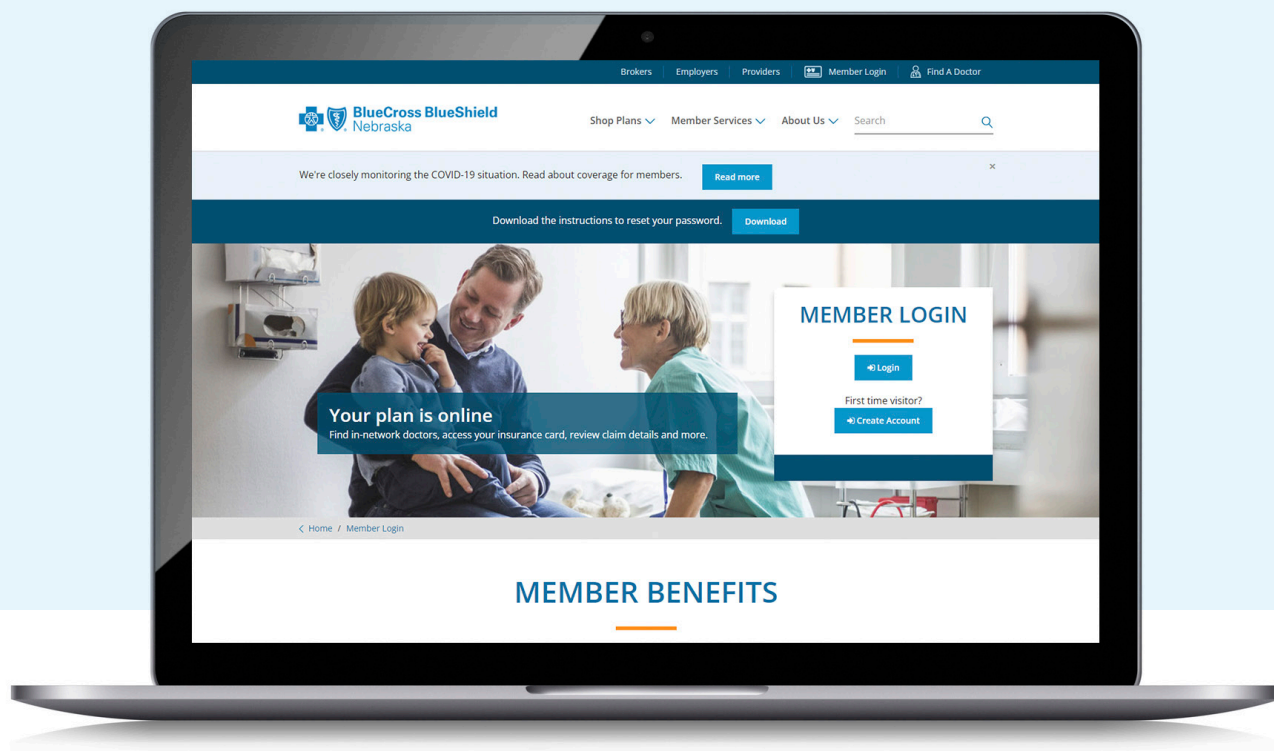 Brokers Employers Providers Member Login Find A Doctor
BlueCross BlueShield
Nebraska
Shop Plans Member Services About Us Search
We're closely monitoring the COVID-19 situation. Read about coverage for members. Read more ×
Download the instructions to reset your password. Download
MEMBER LOGIN
Login
First time visitor?
Create Account
Your plan is online
Find in-network doctors, access your insurance card, review claim details and more.
Home / Member Login
MEMBER BENEFITS